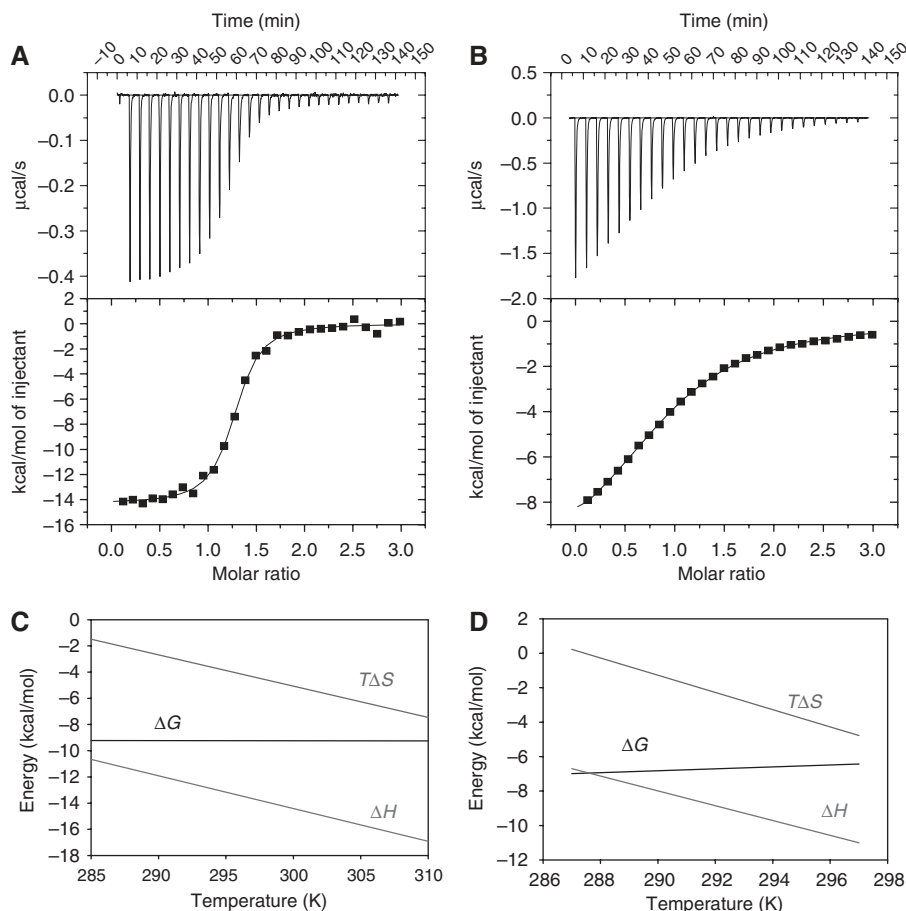 Time (min)
−10 0 10 20 30 40 50 60 70 80 90 100 110 120 130 140 150
A
0.0
−0.1
−0.2
−0.3
−0.4
µcal/s
2
0
−2
−4
−6
−8
−10
−12
−14
−16
kcal/mol of injectant
0.0 0.5 1.0 1.5 2.0 2.5 3.0
Molar ratio
Time (min)
0 10 20 30 40 50 60 70 80 90 100 110 120 130 140 150
B
0.5
0.0
−0.5
−1.0
−1.5
−2.0
µcal/s
0
−2
−4
−6
−8
kcal/mol of injectant
0.0 0.5 1.0 1.5 2.0 2.5 3.0
Molar ratio
C
0
−2
−4
−6
−8
−10
−12
−14
−16
−18
Energy (kcal/mol)
TΔS
ΔG
ΔH
285 290 295 300 305 310
Temperature (K)
D
2
0
−2
−4
−6
−8
−10
−12
Energy (kcal/mol)
TΔS
ΔG
ΔH
286 288 290 292 294 296 298
Temperature (K)